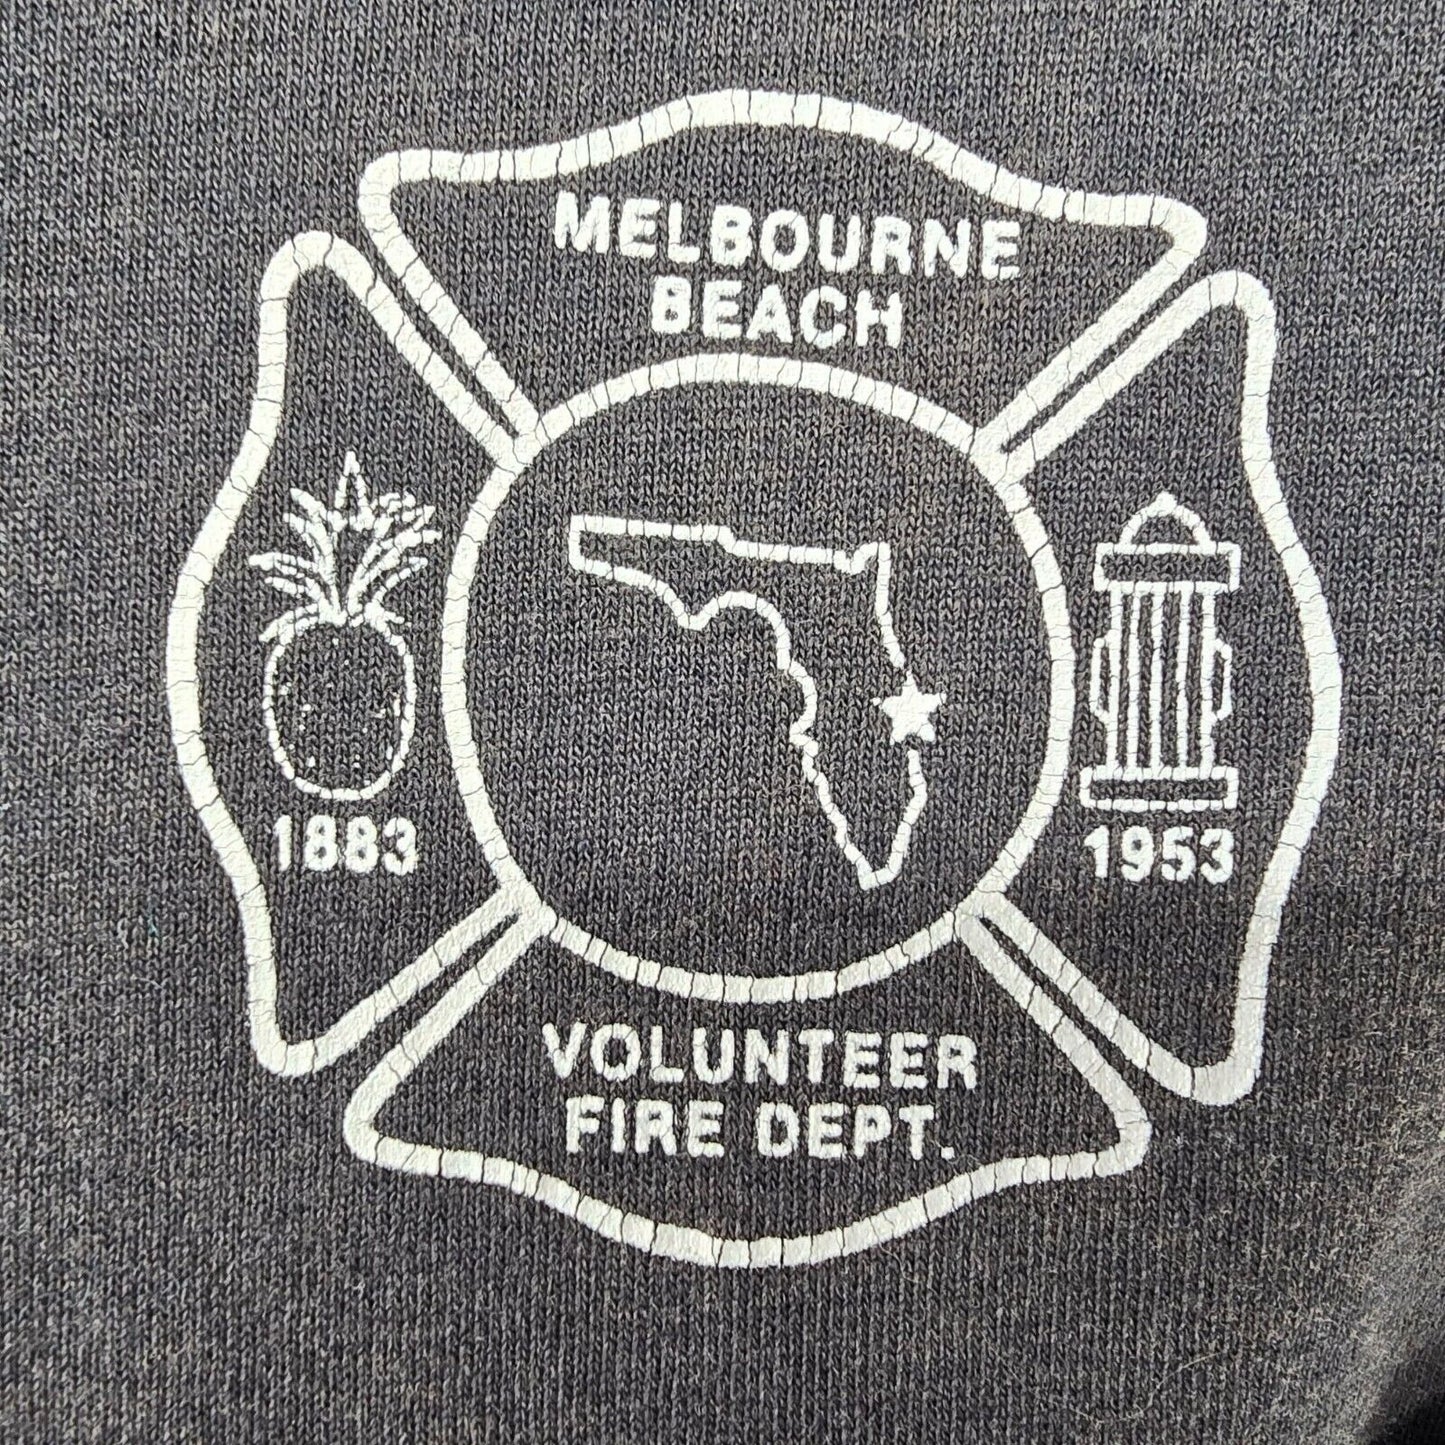 MELBOURNE
BEACH
1883
1953
VOLUNTEER
FIRE DEPT.